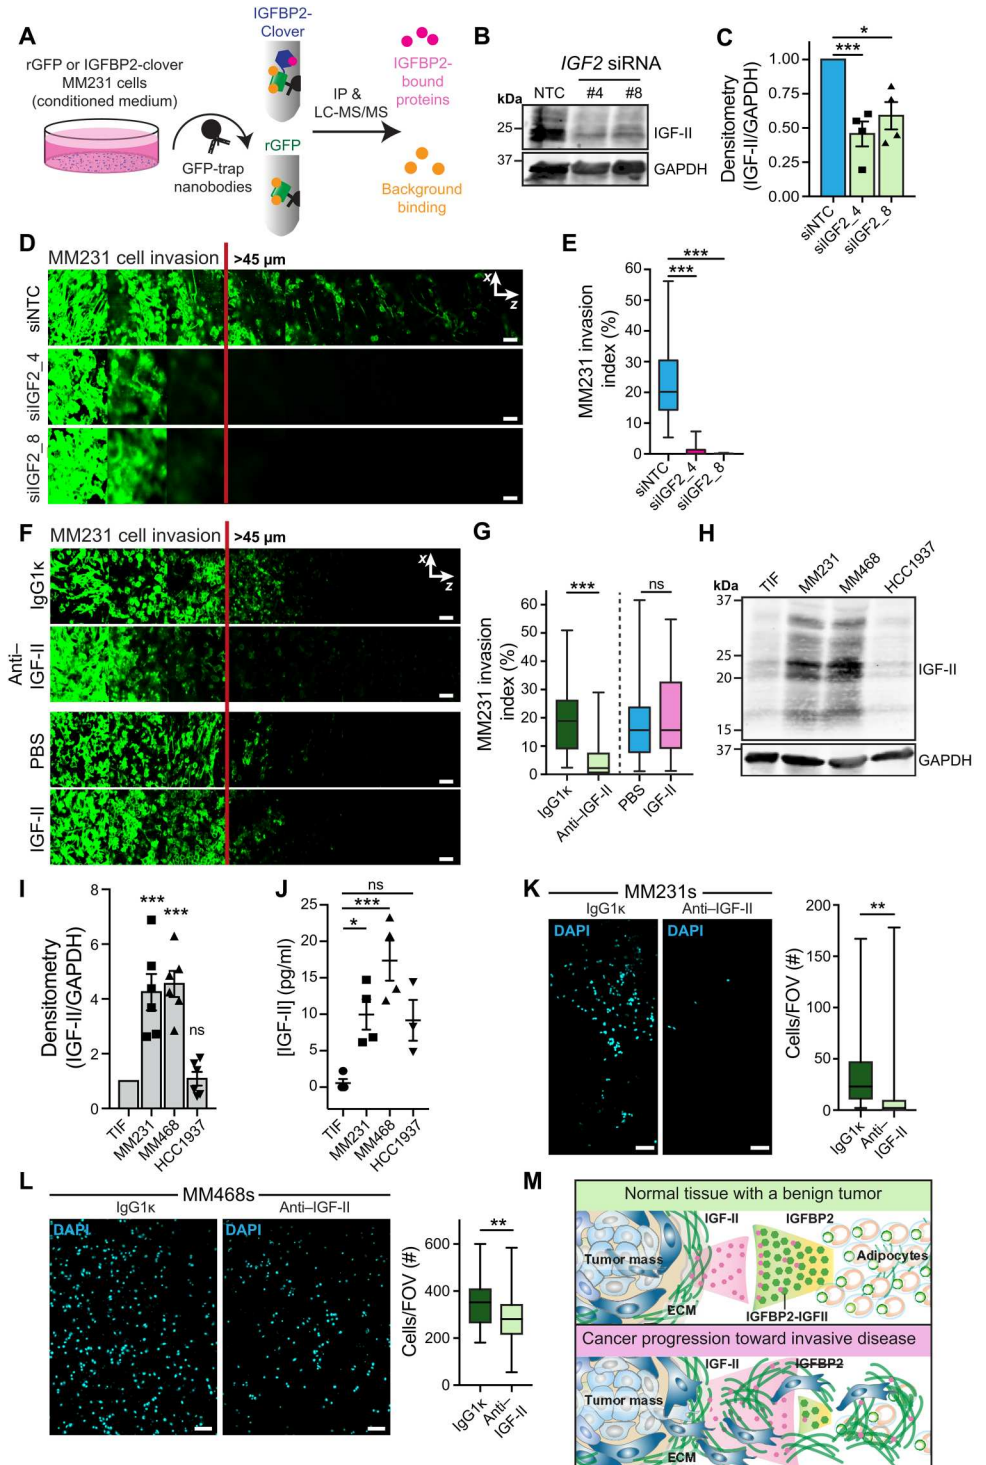 A
rGFP or IGFBP2-clover
MM231 cells
(conditioned medium)
GFP-trap
nanobodies
IGFBP2-
Clover
rGFP
IP &
LC-MS/MS
IGFBP2-
bound
proteins
Background
binding
B
IGF2 siRNA
kDa
NTC
#4
#8
25
37
IGF-II
GAPDH
C
Densitometry
(IGF-II/GAPDH)
1.00
0.75
0.50
0.25
0.00
***
*
siNTC
siIGF2_4
siIGF2_8
D
MM231 cell invasion
>45 µm
siNTC
siIGF2_4
siIGF2_8
x
z
E
MM231 invasion
index (%)
60
50
40
30
20
10
0
***
***
siNTC
siIGF2_4
siIGF2_8
F
MM231 cell invasion
>45 µm
IgG1κ
Anti–
IGF-II
PBS
IGF-II
x
z
G
MM231 invasion
index (%)
60
50
40
30
20
10
0
***
ns
IgG1κ
Anti–IGF-II
PBS
IGF-II
H
kDa
TIF
MM231
MM468
HCC1937
37
25
20
15
37
IGF-II
GAPDH
I
Densitometry
(IGF-II/GAPDH)
8
6
4
2
0
***
***
ns
TIF
MM231
MM468
HCC1937
J
[IGF-II] (pg/ml)
25
20
15
10
5
0
ns
***
*
TIF
MM231
MM468
HCC1937
K
MM231s
IgG1κ
Anti–IGF-II
DAPI
DAPI
Cells/FOV (#)
200
150
100
50
0
**
IgG1κ
Anti–
IGF-II
L
MM468s
IgG1κ
Anti–IGF-II
DAPI
DAPI
Cells/FOV (#)
600
400
200
0
**
IgG1κ
Anti–
IGF-II
M
Normal tissue with a benign tumor
IGF-II
IGFBP2
Tumor mass
Adipocytes
ECM
IGFBP2-IGFII
Cancer progression toward invasive disease
IGF-II
IGFBP2
Tumor mass
ECM